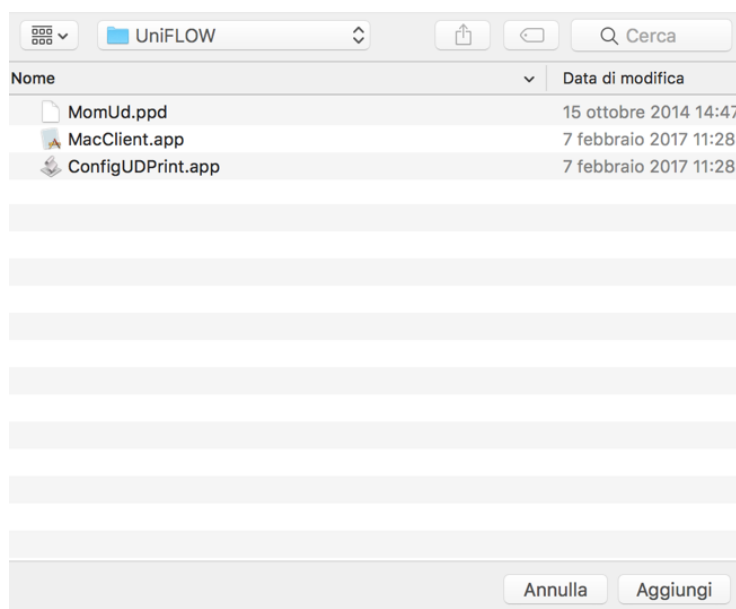 UniFLOW Cerca
Nome Data di modifica
MomUd.ppd 15 ottobre 2014 14:47
MacClient.app 7 febbraio 2017 11:28
ConfigUDPrint.app 7 febbraio 2017 11:28
Annulla Aggiungi